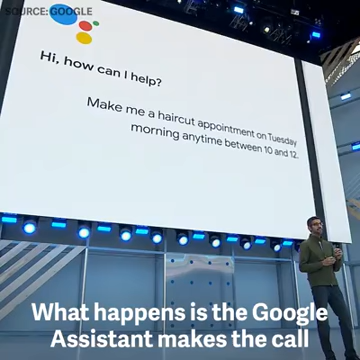 SOURCE: GOOGLE
Hi, how can I help?
Make me a haircut appointment on Tuesday
morning anytime between 10 and 12.
What happens is the Google
Assistant makes the call